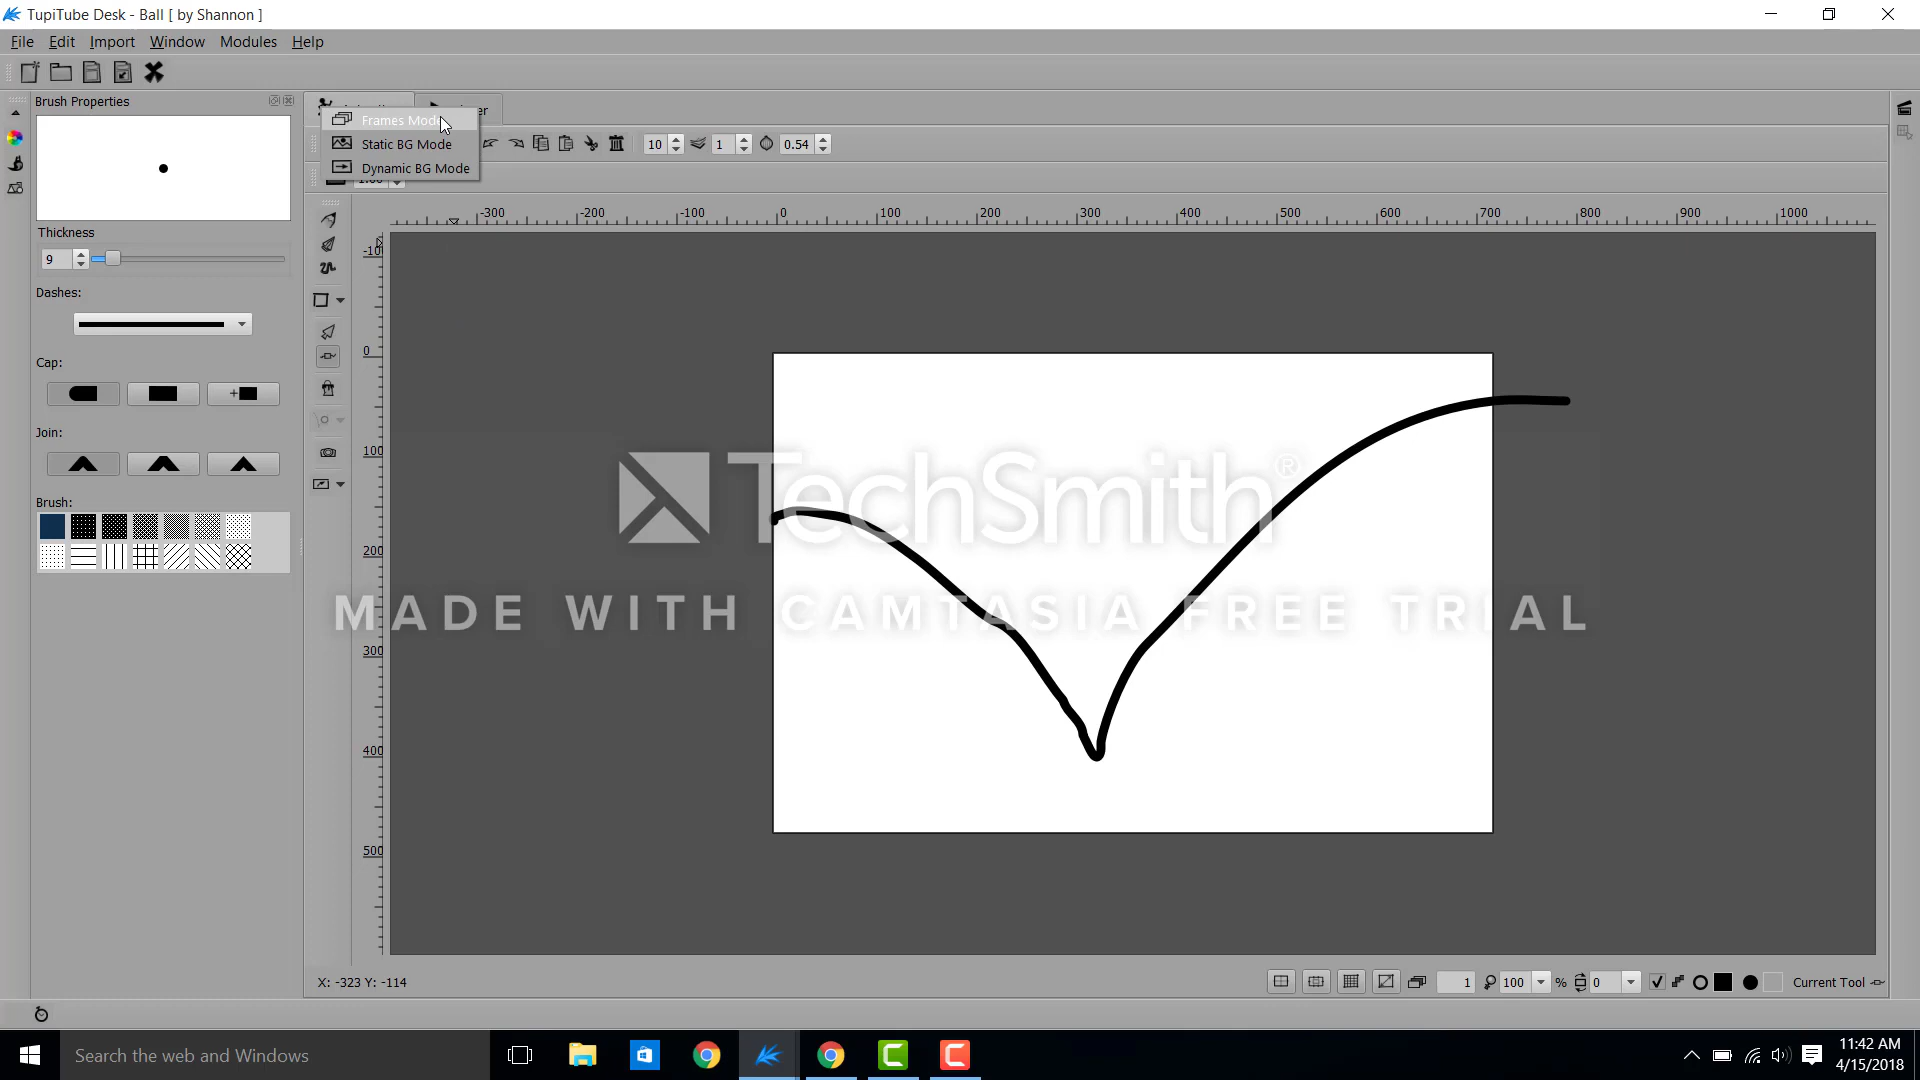 TupiTube Desk - Ball [ by Shannon ]
File Edit Import Window Modules Help
Brush Properties
Frames Mode
Static BG Mode
Dynamic BG Mode
10 1 0.54
-300 -200 -100 0 100 200 300 400 500 600 700 800 900 1000
Thickness
9
Dashes:
Cap:
Join:
Brush:
0
100
200
300
400
500
TechSmith®
MADE WITH CAMTASIA FREE TRIAL
X: -323 Y: -114
1 100 % 0 Current Tool
Search the web and Windows
11:42 AM
4/15/2018